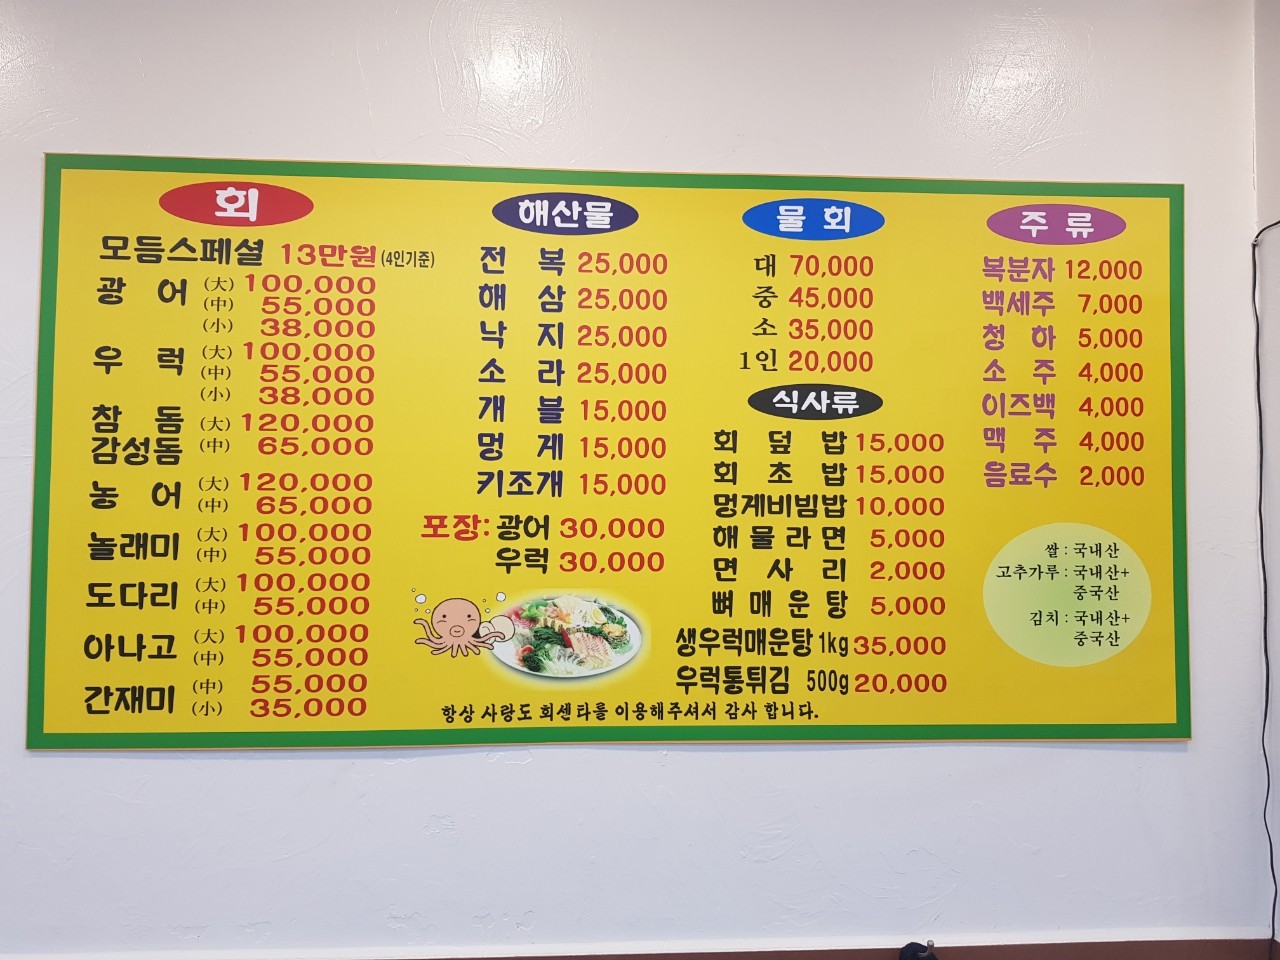 회
모듬스페셜 13만원 (4인기준)
광 어 (大) 100,000
(中) 55,000
(小) 38,000
우 럭 (大) 100,000
(中) 55,000
(小) 38,000
참 돔 (大) 120,000
감성돔 (中) 65,000
농 어 (大) 120,000
(中) 65,000
놀래미 (大) 100,000
(中) 55,000
도다리 (大) 100,000
(中) 55,000
아나고 (大) 100,000
(中) 55,000
간재미 (中) 55,000
(小) 35,000
해산물
전 복 25,000
해 삼 25,000
낙 지 25,000
소 라 25,000
개 불 15,000
멍 게 15,000
키조개 15,000
포장: 광어 30,000
우럭 30,000
물 회
대 70,000
중 45,000
소 35,000
1인 20,000
식사류
회 덮 밥 15,000
회 초 밥 15,000
멍게비빔밥 10,000
해 물 라 면 5,000
면 사 리 2,000
뼈 매 운 탕 5,000
생우럭매운탕 1kg 35,000
우럭통튀김 500g 20,000
주 류
복분자 12,000
백세주 7,000
청 하 5,000
소 주 4,000
이즈백 4,000
맥 주 4,000
음료수 2,000
쌀 : 국내산
고추가루 : 국내산+
중국산
김치 : 국내산+
중국산
항상 사랑도 회센타를 이용해주셔서 감사 합니다.